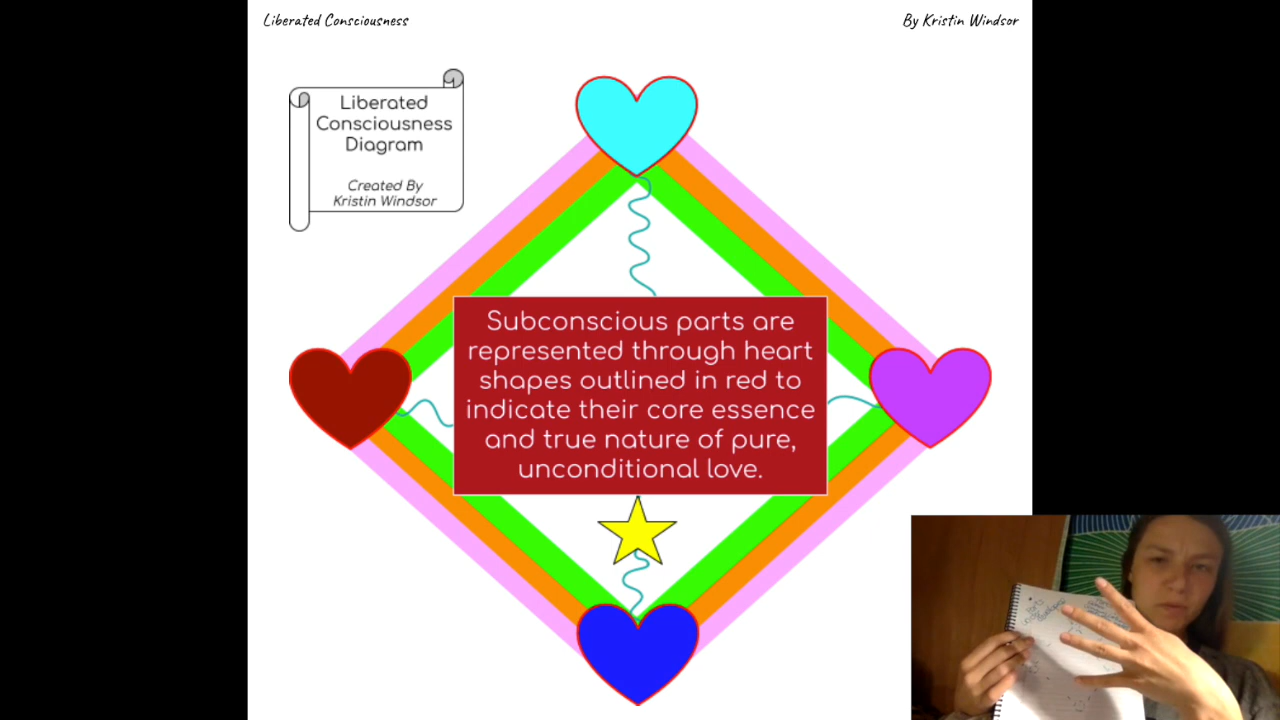 Liberated Consciousness
By Kristin Windsor
Liberated
Consciousness
Diagram
Created By
Kristin Windsor
Subconscious parts are
represented through heart
shapes outlined in red to
indicate their core essence
and true nature of pure,
unconditional love.